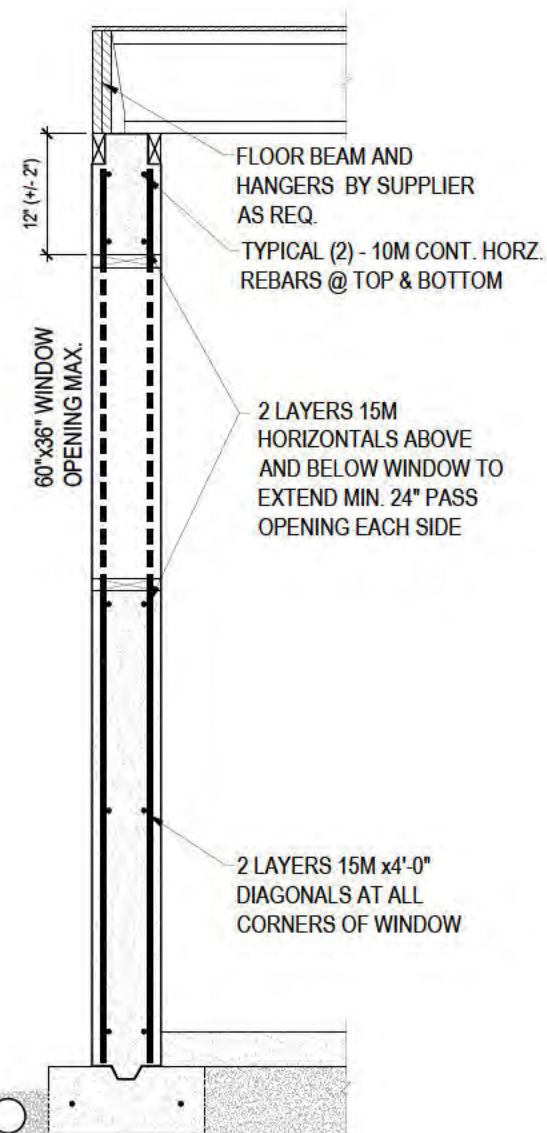 FLOOR BEAM AND
HANGERS BY SUPPLIER
AS REQ.
12" (+/- 2")
TYPICAL (2) - 10M CONT. HORZ.
REBARS @ TOP & BOTTOM
60"x36" WINDOW
OPENING MAX.
2 LAYERS 15M
HORIZONTALS ABOVE
AND BELOW WINDOW TO
EXTEND MIN. 24" PASS
OPENING EACH SIDE
2 LAYERS 15M x4'-0"
DIAGONALS AT ALL
CORNERS OF WINDOW